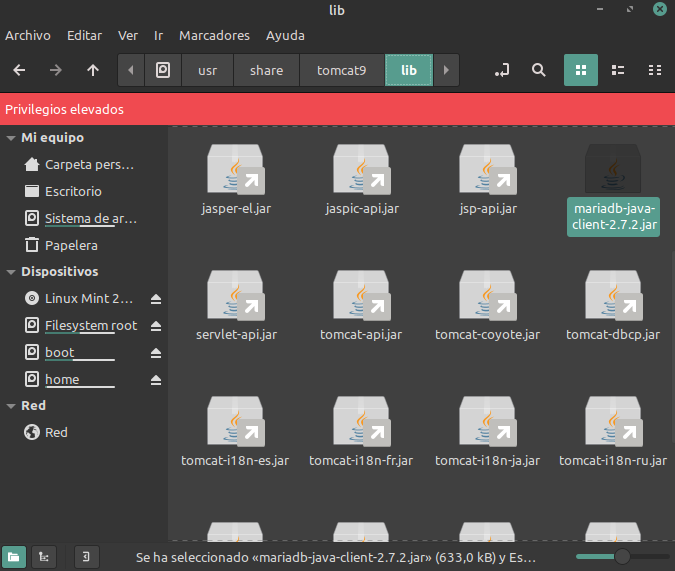 lib
Archivo Editar Ver Ir Marcadores Ayuda
usr share tomcat9 lib
Privilegios elevados
Mi equipo
Carpeta pers...
Escritorio
Sistema de ar...
Papelera
Dispositivos
Linux Mint 2...
Filesystem root
boot
home
Red
Red
jasper-el.jar
jaspic-api.jar
jsp-api.jar
mariadb-java-
client-2.7.2.jar
servlet-api.jar
tomcat-api.jar
tomcat-coyote.jar
tomcat-dbcp.jar
tomcat-i18n-es.jar
tomcat-i18n-fr.jar
tomcat-i18n-ja.jar
tomcat-i18n-ru.jar
Se ha seleccionado «mariadb-java-client-2.7.2.jar» (633,0 kB) y Es...